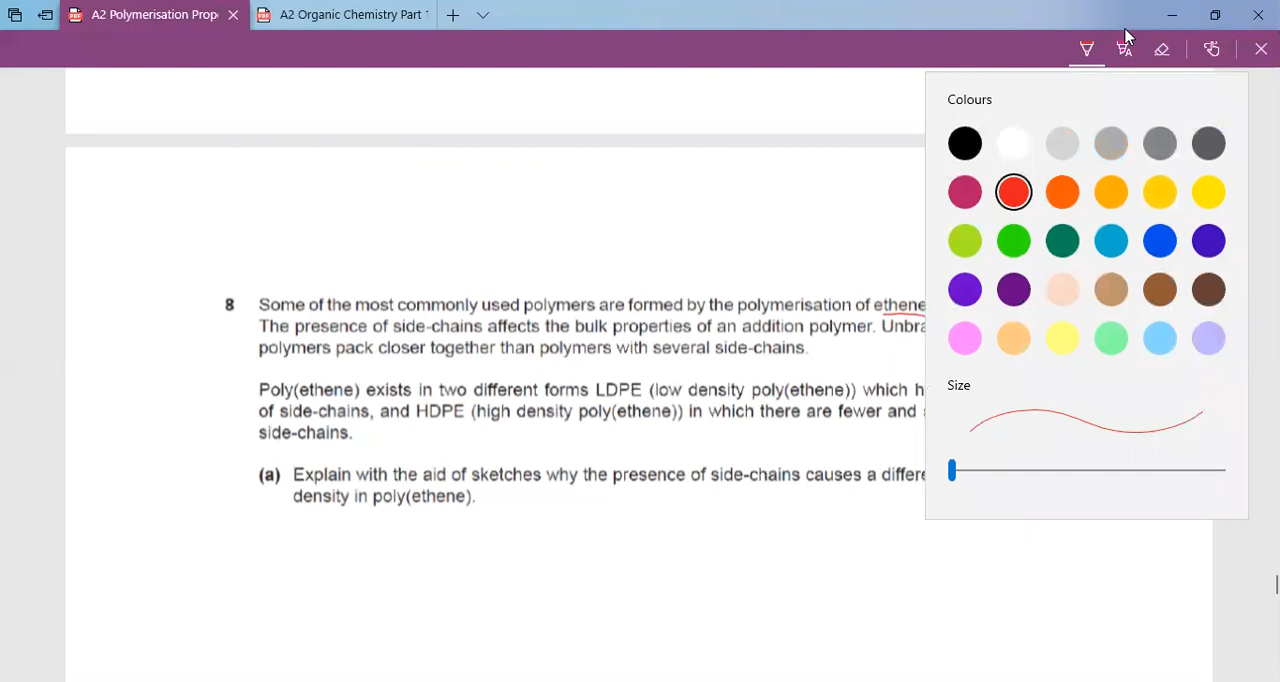 A2 Polymerisation Prop
A2 Organic Chemistry Part 1
Colours
Size
8 Some of the most commonly used polymers are formed by the polymerisation of ethene
The presence of side-chains affects the bulk properties of an addition polymer. Unbra
polymers pack closer together than polymers with several side-chains.
Poly(ethene) exists in two different forms LDPE (low density poly(ethene)) which h
of side-chains, and HDPE (high density poly(ethene)) in which there are fewer and
side-chains.
(a) Explain with the aid of sketches why the presence of side-chains causes a differe
density in poly(ethene).